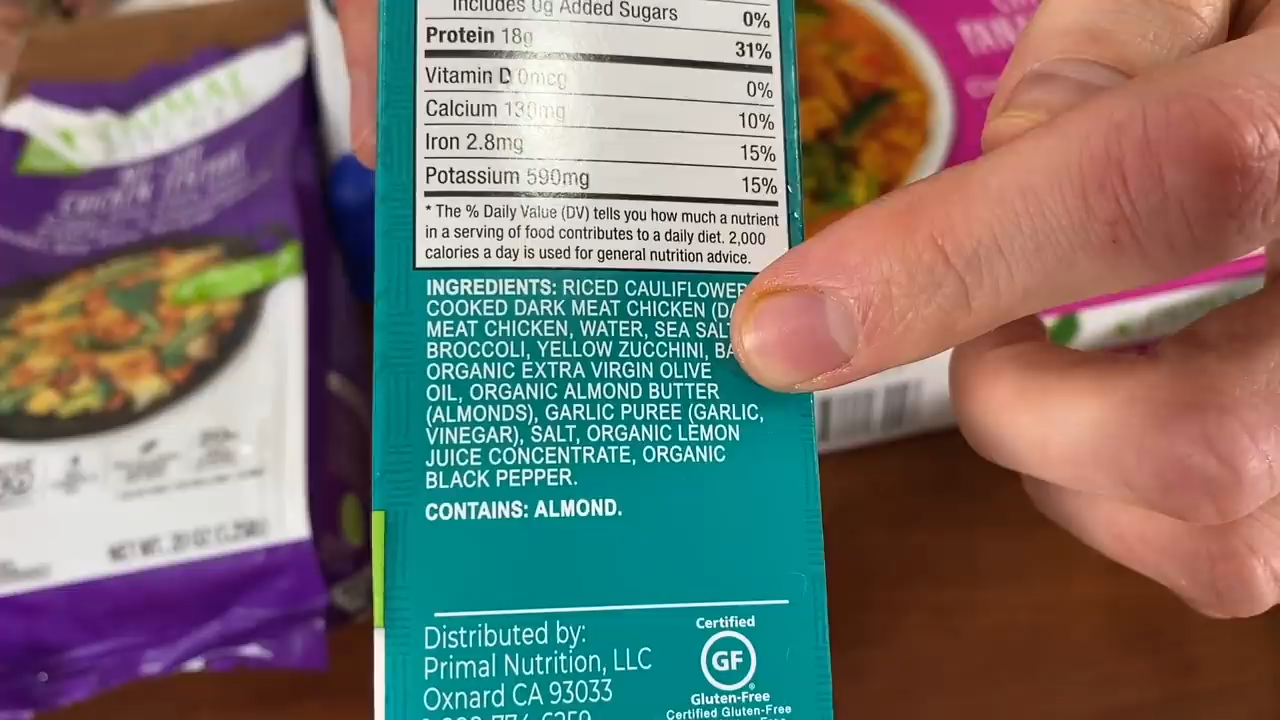 Includes 0g Added Sugars 0%
Protein 18g 31%
Vitamin D 0mcg 0%
Calcium 130mg 10%
Iron 2.8mg 15%
Potassium 590mg 15%
* The % Daily Value (DV) tells you how much a nutrient
in a serving of food contributes to a daily diet. 2,000
calories a day is used for general nutrition advice.
INGREDIENTS: RICED CAULIFLOWER
COOKED DARK MEAT CHICKEN
MEAT CHICKEN, WATER, SEA SALT
BROCCOLI, YELLOW ZUCCHINI,
ORGANIC EXTRA VIRGIN OLIVE
OIL, ORGANIC ALMOND BUTTER
(ALMONDS), GARLIC PUREE (GARLIC,
VINEGAR), SALT, ORGANIC LEMON
JUICE CONCENTRATE, ORGANIC
BLACK PEPPER.
CONTAINS: ALMOND.
Distributed by:
Primal Nutrition, LLC
Oxnard CA 93033
Certified
GF
Gluten-Free
Certified Gluten-Free